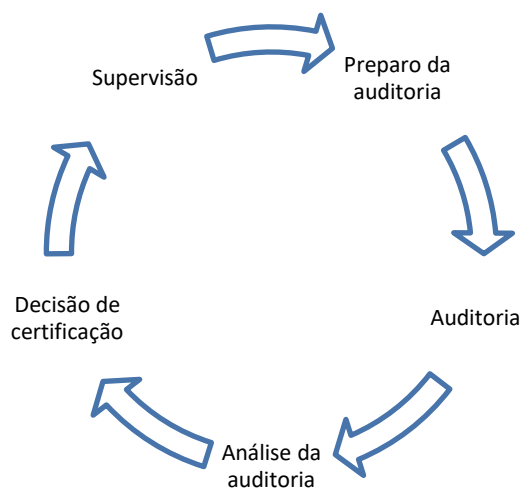 Supervisão
Preparo da
auditoria
Auditoria
Análise da
auditoria
Decisão de
certificação